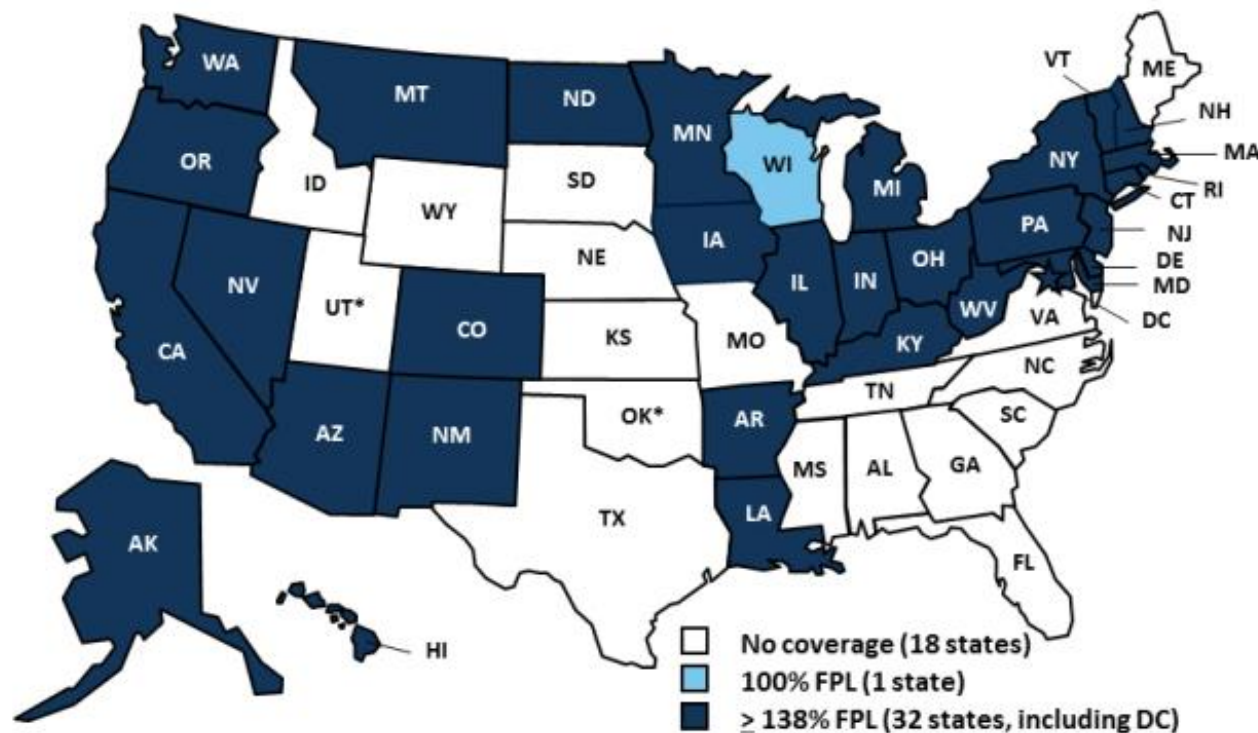 WA
MT
ND
MN
VT
ME
NH
OR
ID
SD
WI
MI
NY
MA
WY
RI
CT
IA
PA
NJ
NE
NV
UT*
CO
IL
IN
OH
DE
MD
WV
CA
KS
MO
KY
VA
DC
NC
TN
AZ
NM
OK*
AR
SC
MS
AL
GA
TX
LA
AK
FL
HI
No coverage (18 states)
100% FPL (1 state)
≥ 138% FPL (32 states, including DC)